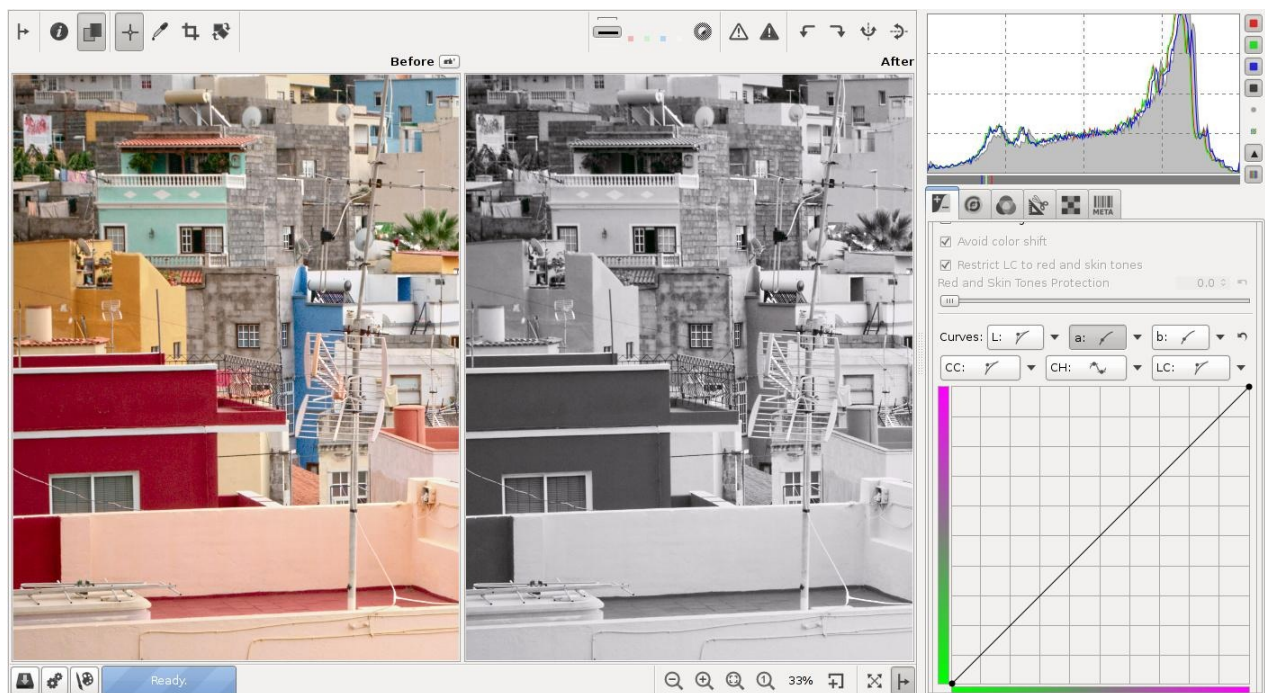 Before
After
META
Avoid color shift
Restrict LC to red and skin tones
Red and Skin Tones Protection 0.0
Curves: L: a: b:
CC: CH: LC:
Ready.
33%